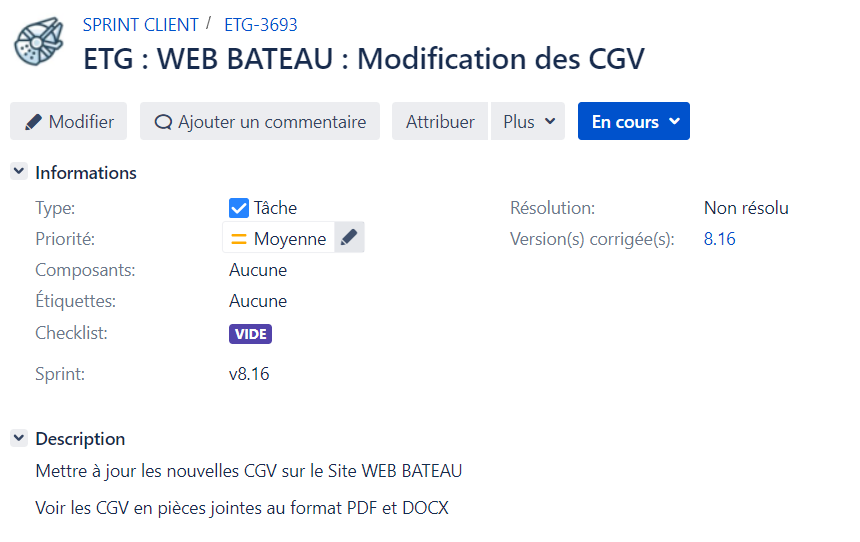 SPRINT CLIENT / ETG-3693
ETG : WEB BATEAU : Modification des CGV
Modifier Ajouter un commentaire Attribuer Plus En cours
Informations
Type: Tâche Résolution: Non résolu
Priorité: Moyenne Version(s) corrigée(s): 8.16
Composants: Aucune
Étiquettes: Aucune
Checklist: VIDE
Sprint: v8.16
Description
Mettre à jour les nouvelles CGV sur le Site WEB BATEAU
Voir les CGV en pièces jointes au format PDF et DOCX